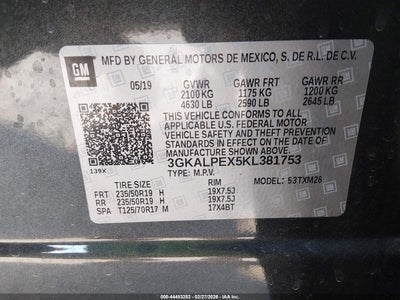 GM
MFD BY GENERAL MOTORS DE MEXICO, S. DE R.L. DE C.V.
05/19 GVWR GAWR FRT GAWR RR
2100 KG 1175 KG 1200 KG
4630 LB 2590 LB 2645 LB
THIS VEHICLE CONFORMS TO ALL APPLICABLE U.S. FEDERAL MOTOR VEHICLE SAFETY, BUMPER, AND THEFT PREVENTION STANDARDS IN EFFECT ON THE DATE OF MANUFACTURE SHOWN ABOVE.
3GKALPEX5KL381753
139X TYPE: M.P.V. MODEL: 53TXM26
TIRE SIZE RIM
FRT 235/50R19 H 19X7.5J
RR 235/50R19 H 19X7.5J
SPA T125/70R17 M 17X4BT
owner: 44493282 - 02/27/2026 - IAA Inc.